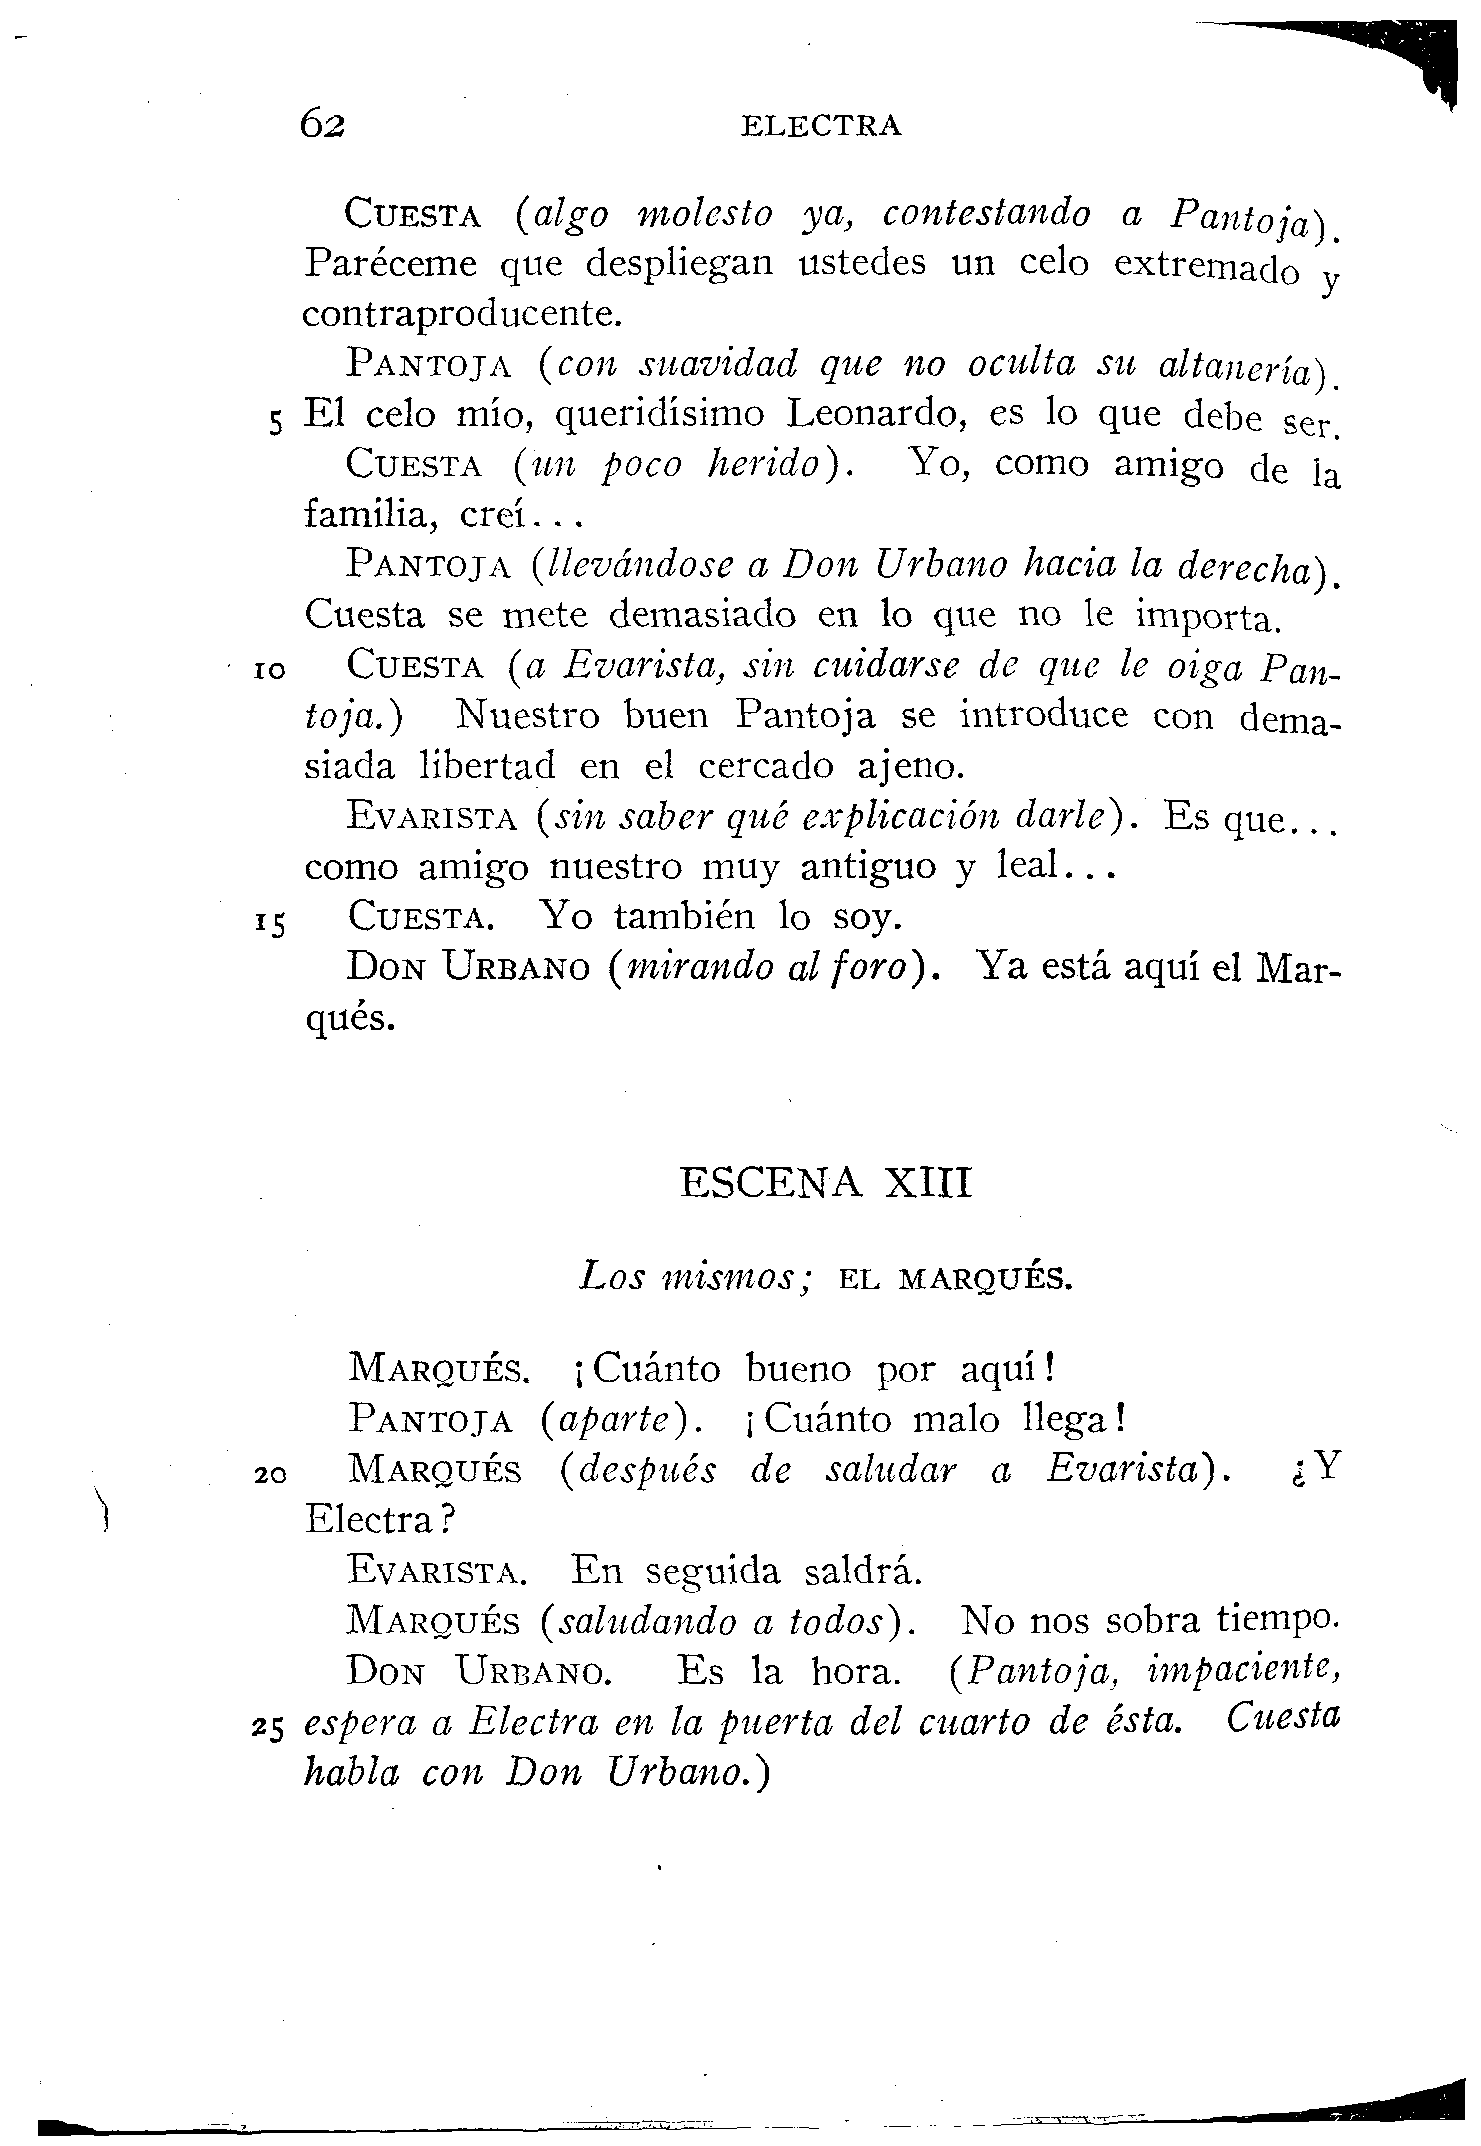 62 ELECTRA
CUESTA (algo molesto ya, contestando a Pantoja).
Paréceme que despliegan ustedes un celo extremado y
contraproducente.
PANTOJA (con suavidad que no oculta su altanería).
5 El celo mío, queridísimo Leonardo, es lo que debe ser.
CUESTA (un poco herido). Yo, como amigo de la
familia, creí...
PANTOJA (llevándose a Don Urbano hacia la derecha).
Cuesta se mete demasiado en lo que no le importa.
10 CUESTA (a Evarista, sin cuidarse de que le oiga Pan-
toja.) Nuestro buen Pantoja se introduce con dema-
siada libertad en el cercado ajeno.
EVARISTA (sin saber qué explicación darle). Es que...
como amigo nuestro muy antiguo y leal...
15 CUESTA. Yo también lo soy.
DON URBANO (mirando al foro). Ya está aquí el Mar-
qués.
ESCENA XIII
Los mismos; EL MARQUÉS.
MARQUÉS. ¡Cuánto bueno por aquí!
PANTOJA (aparte). ¡Cuánto malo llega!
20 MARQUÉS (después de saludar a Evarista). ¿Y
Electra?
EVARISTA. En seguida saldrá.
MARQUÉS (saludando a todos). No nos sobra tiempo.
DON URBANO. Es la hora. (Pantoja, impaciente,
25 espera a Electra en la puerta del cuarto de ésta. Cuesta
habla con Don Urbano.)